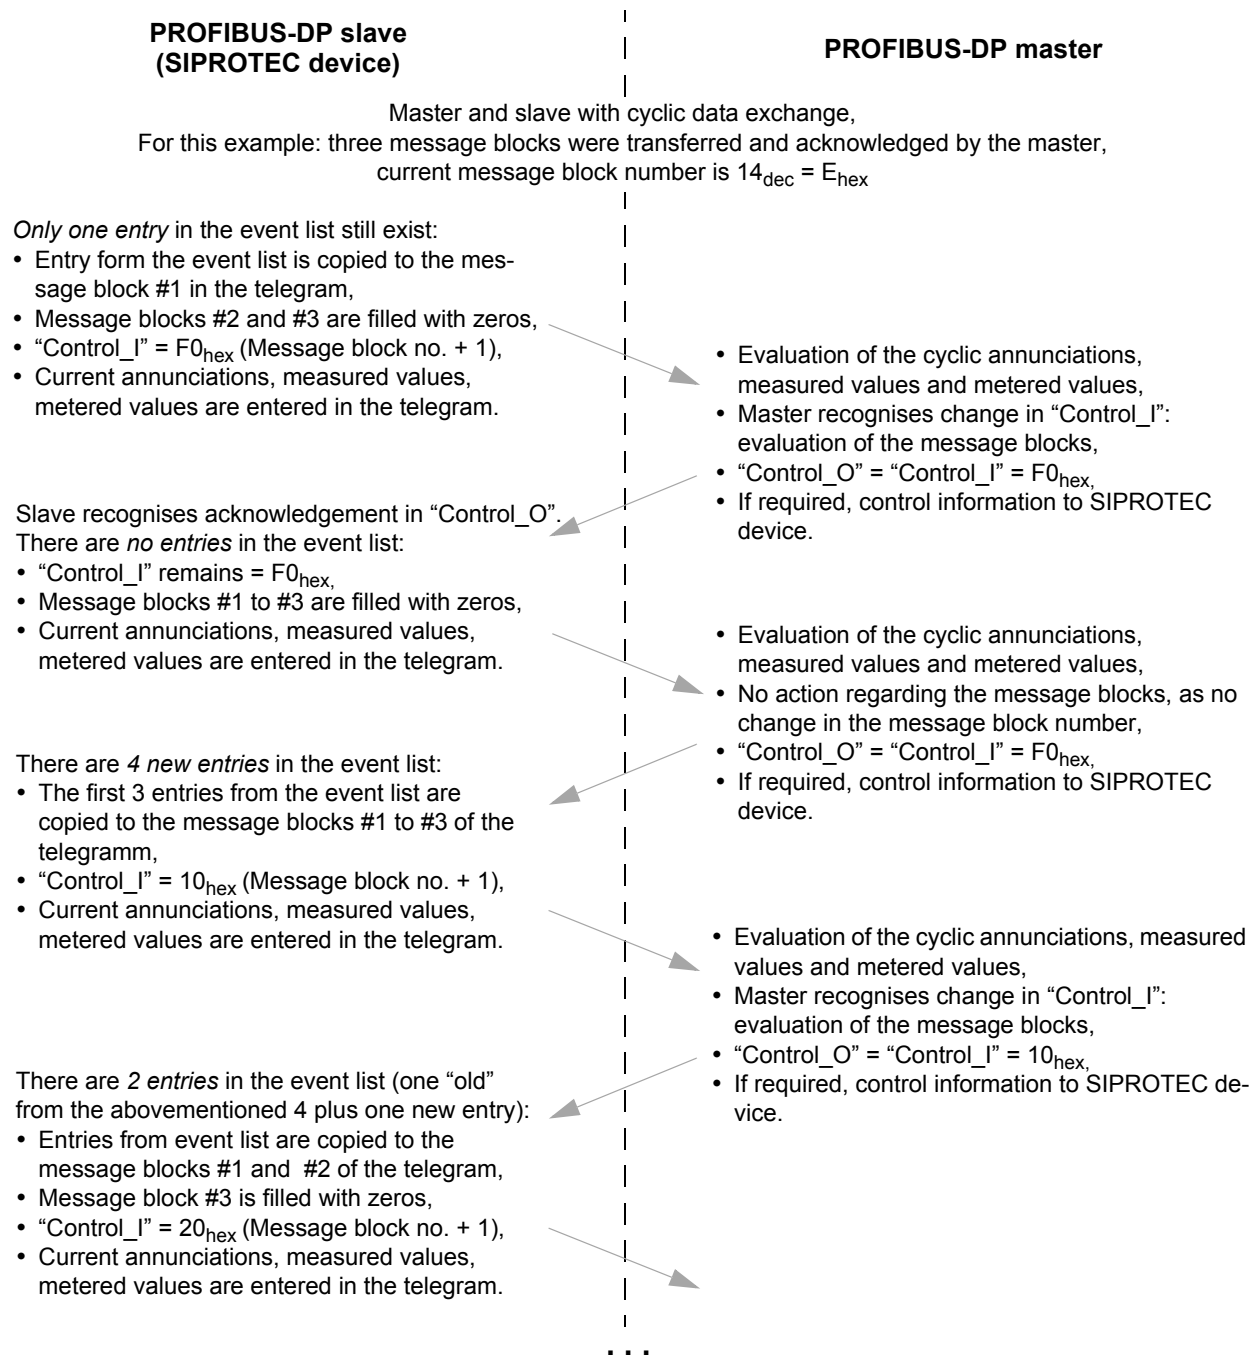 PROFIBUS-DP slave
(SIPROTEC device)
PROFIBUS-DP master
Master and slave with cyclic data exchange,
For this example: three message blocks were transferred and acknowledged by the master,
current message block number is 14dec = Ehex
Only one entry in the event list still exist:
• Entry form the event list is copied to the mes-
sage block #1 in the telegram,
• Message blocks #2 and #3 are filled with zeros,
• “Control_I” = F0hex (Message block no. + 1),
• Current annunciations, measured values,
metered values are entered in the telegram.
• Evaluation of the cyclic annunciations,
measured values and metered values,
• Master recognises change in “Control_I”:
evaluation of the message blocks,
• “Control_O” = “Control_I” = F0hex,
• If required, control information to SIPROTEC
device.
Slave recognises acknowledgement in “Control_O”.
There are no entries in the event list:
• “Control_I” remains = F0hex,
• Message blocks #1 to #3 are filled with zeros,
• Current annunciations, measured values,
metered values are entered in the telegram.
• Evaluation of the cyclic annunciations,
measured values and metered values,
• No action regarding the message blocks, as no
change in the message block number,
• “Control_O” = “Control_I” = F0hex,
• If required, control information to SIPROTEC
device.
There are 4 new entries in the event list:
• The first 3 entries from the event list are
copied to the message blocks #1 to #3 of the
telegramm,
• “Control_I” = 10hex (Message block no. + 1),
• Current annunciations, measured values,
metered values are entered in the telegram.
• Evaluation of the cyclic annunciations, measured
values and metered values,
• Master recognises change in “Control_I”:
evaluation of the message blocks,
• “Control_O” = “Control_I” = 10hex,
• If required, control information to SIPROTEC de-
vice.
There are 2 entries in the event list (one “old”
from the abovementioned 4 plus one new entry):
• Entries from event list are copied to the
message blocks #1 and #2 of the telegram,
• Message block #3 is filled with zeros,
• “Control_I” = 20hex (Message block no. + 1),
• Current annunciations, measured values,
metered values are entered in the telegram.
...